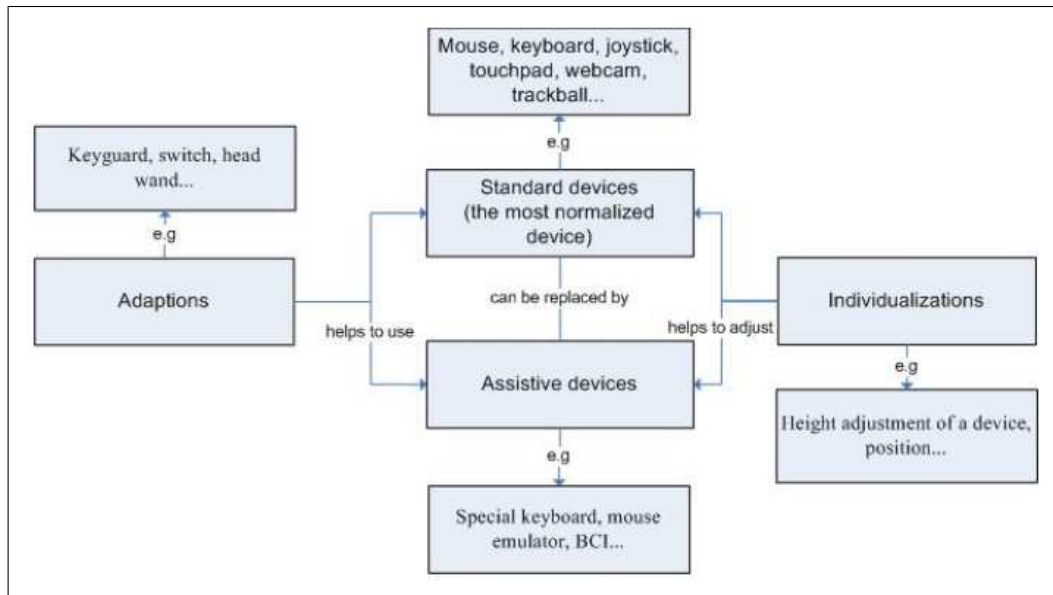 Mouse, keyboard, joystick,
touchpad, webcam,
trackball...
e.g
Keyguard, switch, head
wand...
e.g
Standard devices
(the most normalized
device)
Adaptions
can be replaced by
Individualizations
helps to use
helps to adjust
Assistive devices
e.g
Height adjustment of a device,
position...
e.g
Special keyboard, mouse
emulator, BCI...